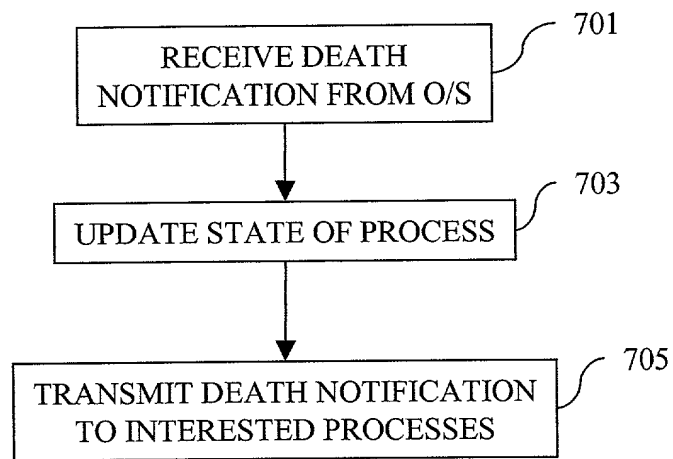 701
RECEIVE DEATH
NOTIFICATION FROM O/S
703
UPDATE STATE OF PROCESS
705
TRANSMIT DEATH NOTIFICATION
TO INTERESTED PROCESSES